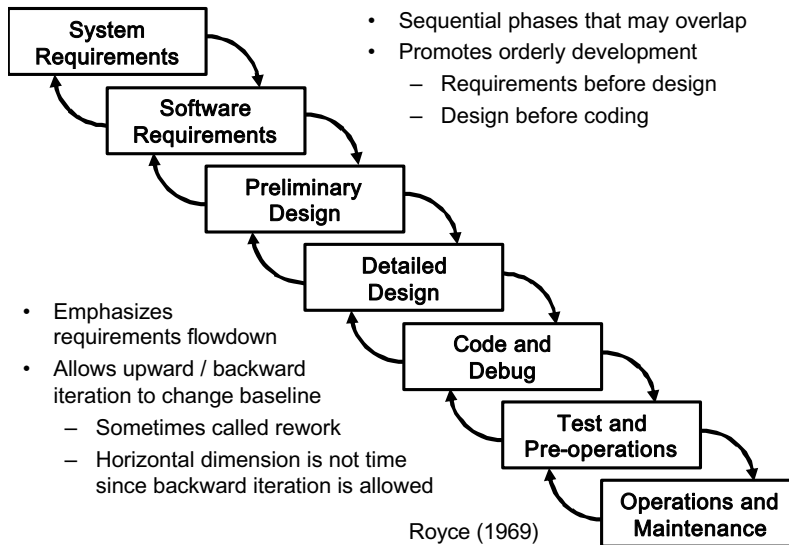 System
Requirements
• Sequential phases that may overlap
• Promotes orderly development
– Requirements before design
– Design before coding
Software
Requirements
Preliminary
Design
Detailed
Design
• Emphasizes
requirements flowdown
• Allows upward / backward
iteration to change baseline
– Sometimes called rework
– Horizontal dimension is not time
since backward iteration is allowed
Code and
Debug
Test and
Pre-operations
Operations and
Maintenance
Royce (1969)